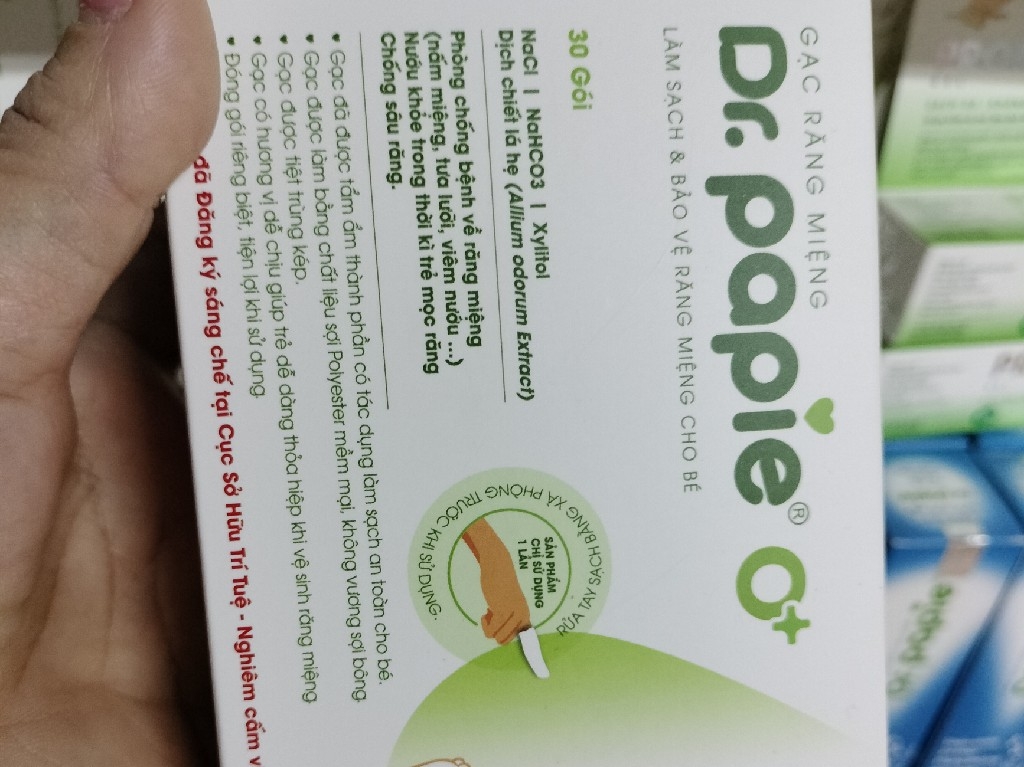 GẠC RĂNG MIỆNG
Dr. papie® 0+
LÀM SẠCH & BẢO VỆ RĂNG MIỆNG CHO BÉ
30 Gói
NaCl | NaHCO3 | Xylitol
Dịch chiết lá hẹ (Allium odorum Extract)
Phòng chống bệnh về răng miệng
(nấm miệng, tưa lưỡi, viêm nướu ...)
Nướu khỏe trong thời kì trẻ mọc răng
Chống sâu răng.
• Gạc đã được tẩm ẩm thành phần có tác dụng làm sạch an toàn cho bé.
• Gạc được làm bằng chất liệu sợi Polyester mềm mại, không vương sợi bông
• Gạc được tiệt trùng kép.
• Gạc có hương vị dễ chịu giúp trẻ dễ dàng thỏa hiệp khi vệ sinh răng miệng
• Đóng gói riêng biệt, tiện lợi khi sử dụng.
đã Đăng ký sáng chế tại Cục Sở Hữu Trí Tuệ - Nghiêm cấm
RỬA TAY SẠCH BẰNG XÀ PHÒNG TRƯỚC KHI SỬ DỤNG.
SẢN PHẨM
CHỈ SỬ DỤNG
1 LẦN